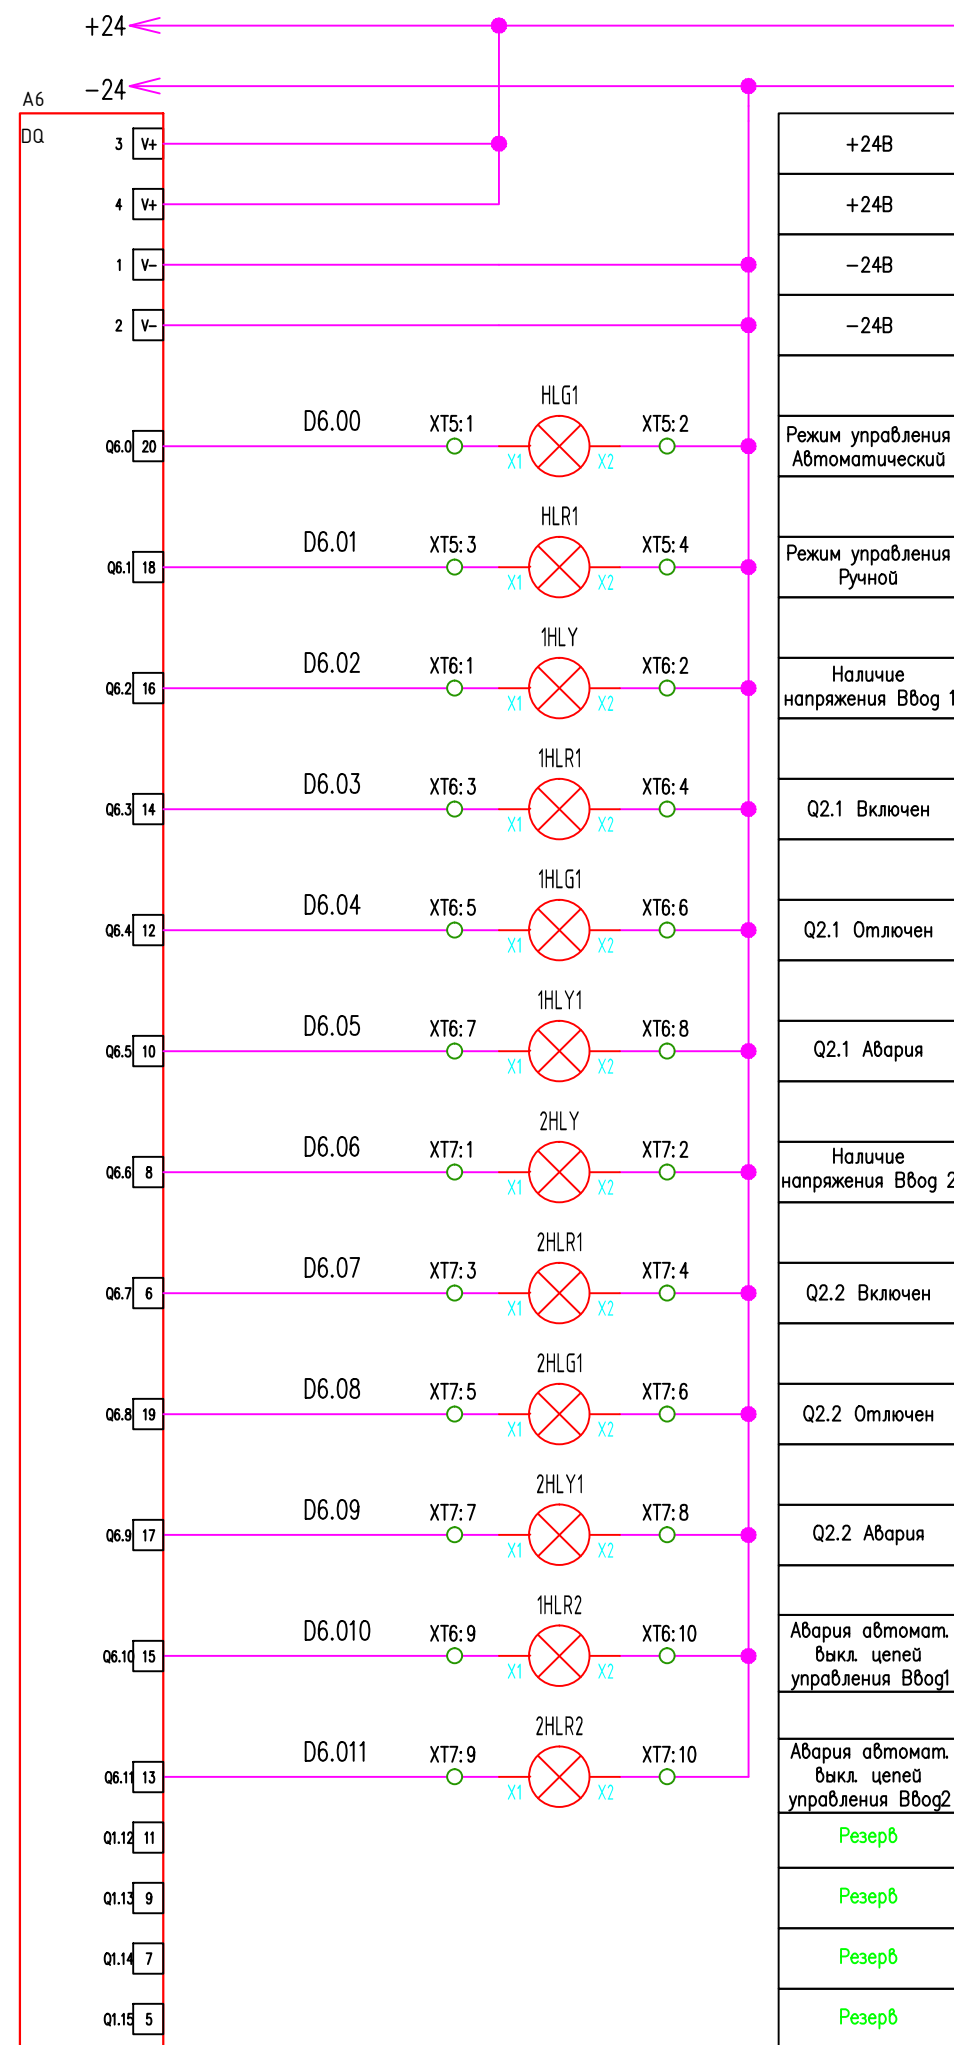 +24
-24
A6
DQ
3 V+ +24В
4 V+ +24В
1 V- -24В
2 V- -24В
HLG1
D6.00 XT5:1 XT5:2
Q6.0 20 X1 X2
Режим управления
Автоматический
HLR1
D6.01 XT5:3 XT5:4
Q6.1 18 X1 X2
Режим управления
Ручной
1HLY
D6.02 XT6:1 XT6:2
Q6.2 16 X1 X2
Наличие
напряжения Ввод 1
1HLR1
D6.03 XT6:3 XT6:4
Q6.3 14 X1 X2
Q2.1 Включен
1HLG1
D6.04 XT6:5 XT6:6
Q6.4 12 X1 X2
Q2.1 Отлючен
1HLY1
D6.05 XT6:7 XT6:8
Q6.5 10 X1 X2
Q2.1 Авария
2HLY
D6.06 XT7:1 XT7:2
Q6.6 8 X1 X2
Наличие
напряжения Ввод 2
2HLR1
D6.07 XT7:3 XT7:4
Q6.7 6 X1 X2
Q2.2 Включен
2HLG1
D6.08 XT7:5 XT7:6
Q6.8 19 X1 X2
Q2.2 Отлючен
2HLY1
D6.09 XT7:7 XT7:8
Q6.9 17 X1 X2
Q2.2 Авария
1HLR2
D6.010 XT6:9 XT6:10
Q6.10 15 X1 X2
Авария автомат.
выкл. цепей
управления Ввод1
2HLR2
D6.011 XT7:9 XT7:10
Q6.11 13 X1 X2
Авария автомат.
выкл. цепей
управления Ввод2
Q1.12 11 Резерв
Q1.13 9 Резерв
Q1.14 7 Резерв
Q1.15 5 Резерв